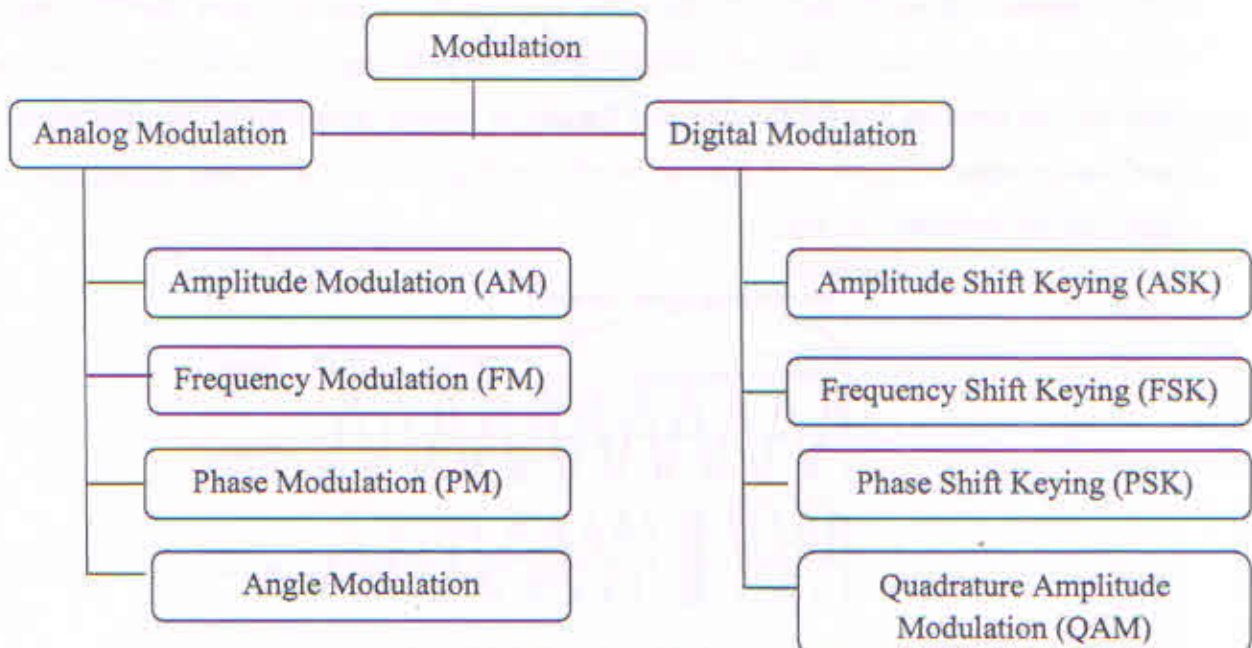 Modulation
Analog Modulation
Digital Modulation
Amplitude Modulation (AM)
Frequency Modulation (FM)
Phase Modulation (PM)
Angle Modulation
Amplitude Shift Keying (ASK)
Frequency Shift Keying (FSK)
Phase Shift Keying (PSK)
Quadrature Amplitude
Modulation (QAM)